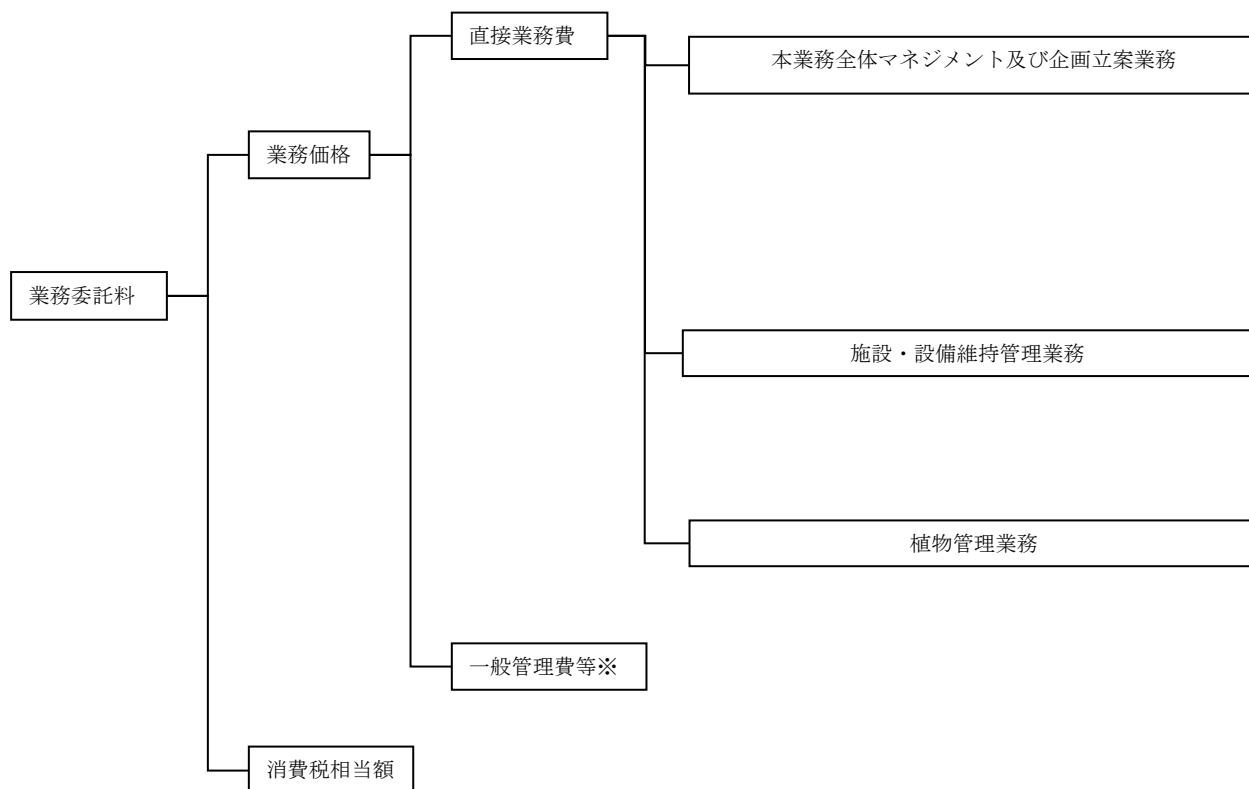 直接業務費
本業務全体マネジメント及び企画立案業務
業務価格
業務委託料
施設・設備維持管理業務
植物管理業務
一般管理費等※
消費税相当額